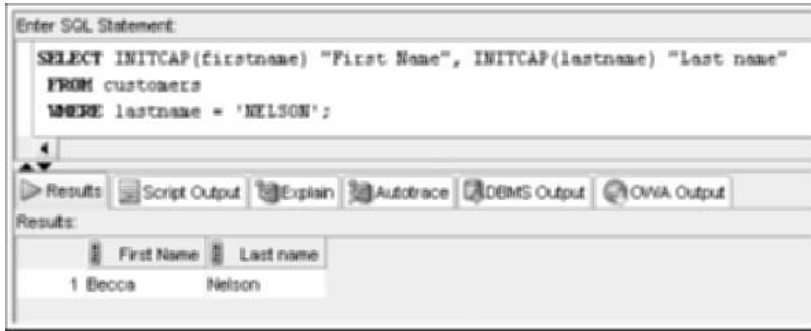 Enter SQL Statement:
SELECT INITCAP(firstname) "First Name", INITCAP(lastname) "Last name"
FROM customers
WHERE lastname = 'NELSON';
Results Script Output Explain Autotrace DBMS Output OWA Output
Results:
First Name Last name
1 Becca Nelson